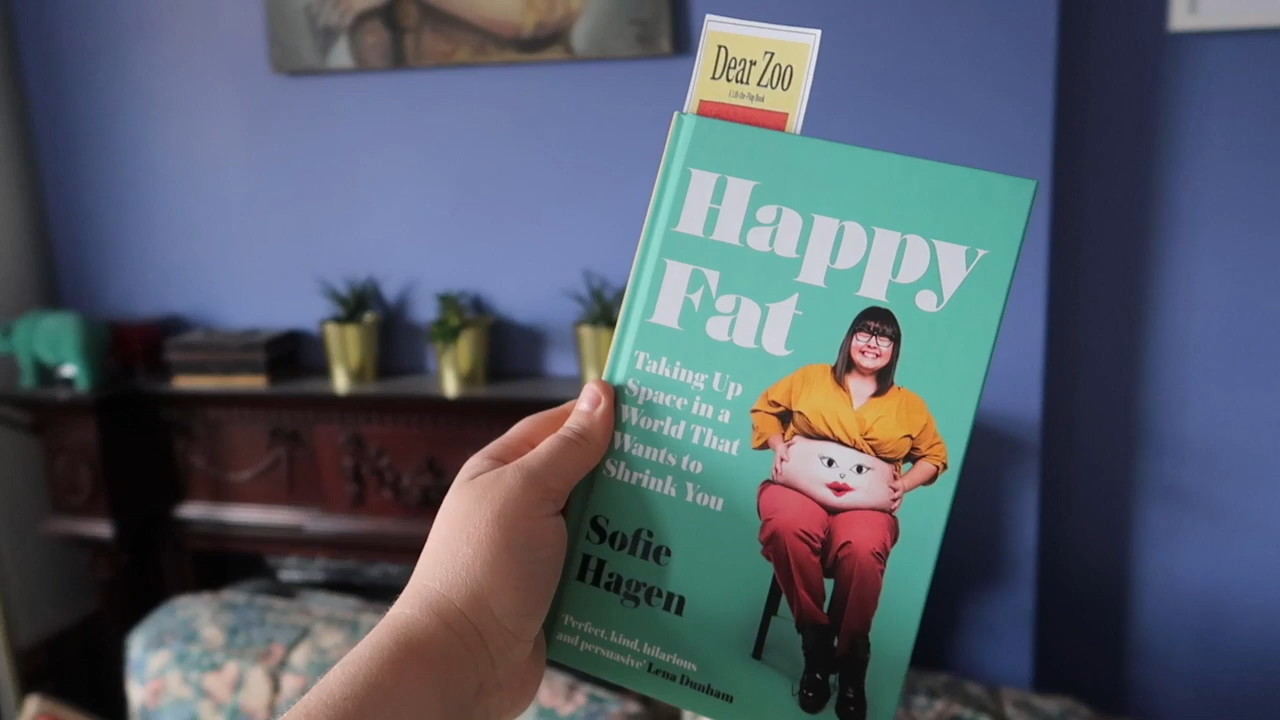 Dear Zoo
A Lift-the-Flap Book
Happy
Fat
Taking Up
Space in a
World That
Wants to
Shrink You
Sofie
Hagen
'Perfect, kind, hilarious
and persuasive' Lena Dunham